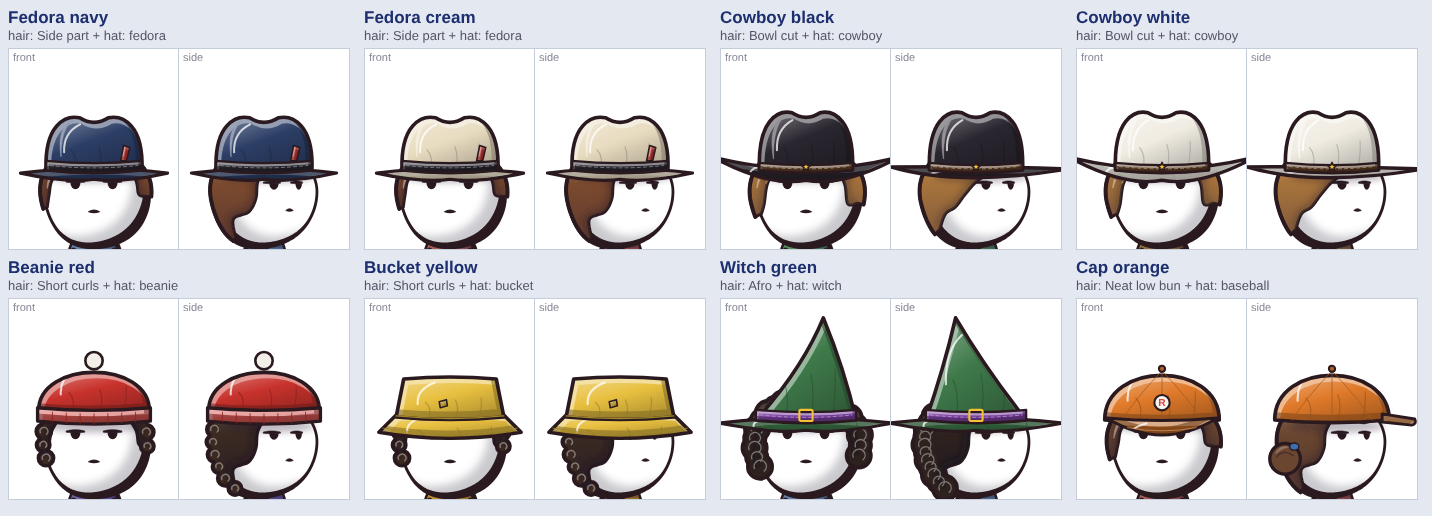 Fedora navy
hair: Side part + hat: fedora
front
side
Fedora cream
hair: Side part + hat: fedora
front
side
Cowboy black
hair: Bowl cut + hat: cowboy
front
side
Cowboy white
hair: Bowl cut + hat: cowboy
front
side
Beanie red
hair: Short curls + hat: beanie
front
side
Bucket yellow
hair: Short curls + hat: bucket
front
side
Witch green
hair: Afro + hat: witch
front
side
Cap orange
hair: Neat low bun + hat: baseball
front
R
side